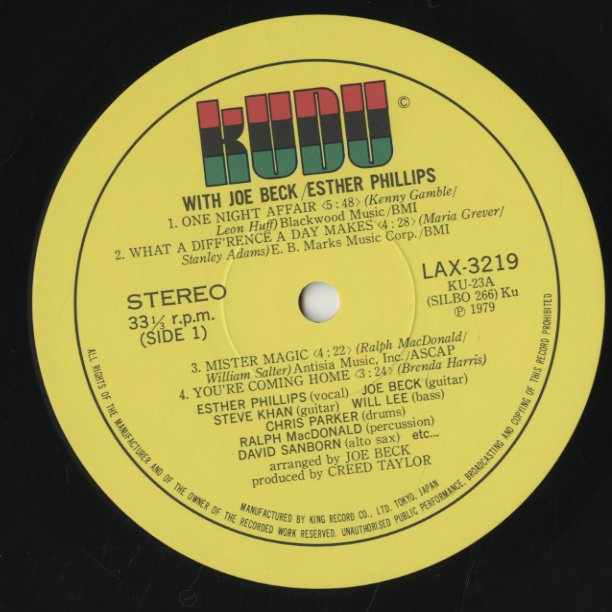 KUDU ©
WITH JOE BECK/ESTHER PHILLIPS
1. ONE NIGHT AFFAIR <5:48> (Kenny Gamble/
Leon Huff) Blackwood Music/BMI
2. WHAT A DIFF'RENCE A DAY MAKES <4:28> (Maria Grever/
Stanley Adams) E. B. Marks Music Corp./BMI
STEREO
33 1/3 r.p.m.
(SIDE 1)
LAX-3219
KU-23A
(SILBO 266) Ku
℗ 1979
3. MISTER MAGIC <4:22> (Ralph MacDonald/
William Salter) Antisia Music, Inc./ASCAP
4. YOU'RE COMING HOME <3:24> (Brenda Harris)
ESTHER PHILLIPS (vocal) JOE BECK (guitar)
STEVE KHAN (guitar) WILL LEE (bass)
CHRIS PARKER (drums)
RALPH MacDONALD (percussion)
DAVID SANBORN (alto sax) etc...
arranged by JOE BECK
produced by CREED TAYLOR
MANUFACTURED BY KING RECORD CO., LTD. TOKYO, JAPAN
ALL RIGHTS OF THE MANUFACTURER AND OF THE OWNER OF THE RECORDED WORK RESERVED. UNAUTHORISED PUBLIC PERFORMANCE, BROADCASTING AND COPYING OF THIS RECORD PROHIBITED